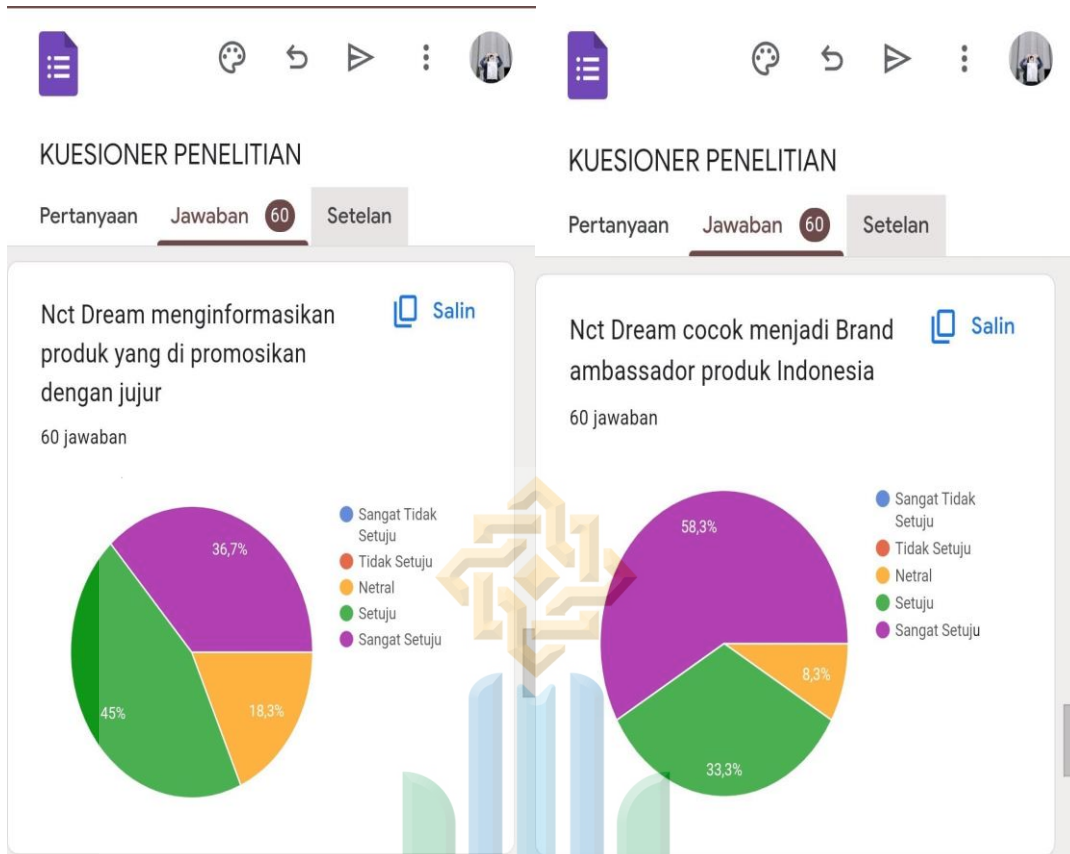 KUESIONER PENELITIAN
Pertanyaan Jawaban 60 Setelan
Nct Dream menginformasikan
produk yang di promosikan
dengan jujur
Salin
60 jawaban
36,7%
45%
18,3%
Sangat Tidak
Setuju
Tidak Setuju
Netral
Setuju
Sangat Setuju
KUESIONER PENELITIAN
Pertanyaan Jawaban 60 Setelan
Nct Dream cocok menjadi Brand
ambassador produk Indonesia
Salin
60 jawaban
58,3%
8,3%
33,3%
Sangat Tidak
Setuju
Tidak Setuju
Netral
Setuju
Sangat Setuju